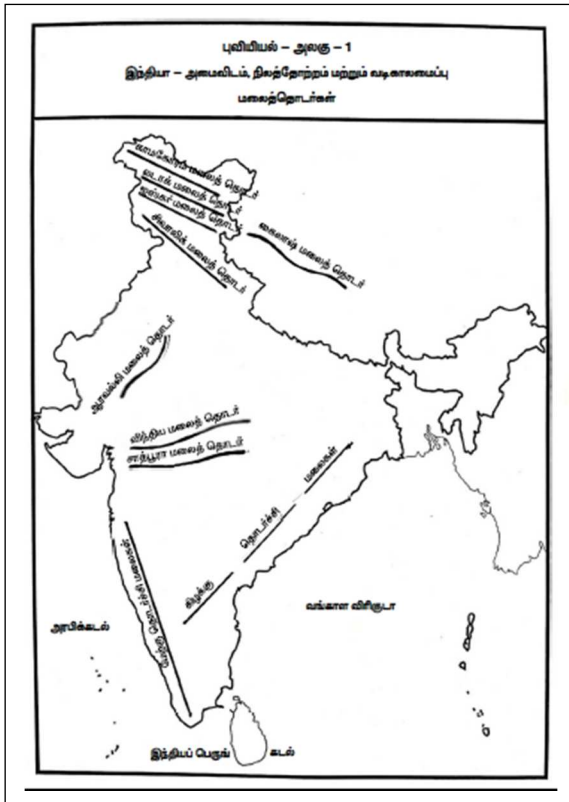 புவியியல் – அலகு – 1
இந்தியா – அமைவிடம், நிலத்தோற்றம் மற்றும் வடிகாலமைப்பு
மலைத்தொடர்கள்
காரகோரம் மலைத் தொடர்
லடாக் மலைத் தொடர்
ஜஸ்கர் மலைத் தொடர்
சிவாலிக் மலைத் தொடர்
கைலாஷ் மலைத் தொடர்
ஆரவல்லி மலைத் தொடர்
விந்திய மலைத் தொடர்
சாத்பூரா மலைத் தொடர்
கிழக்கு தொடர்ச்சி மலைகள்
மேற்கு தொடர்ச்சி மலைகள்
அரபிக்கடல்
வங்காள விரிகுடா
இந்தியப் பெருங் கடல்